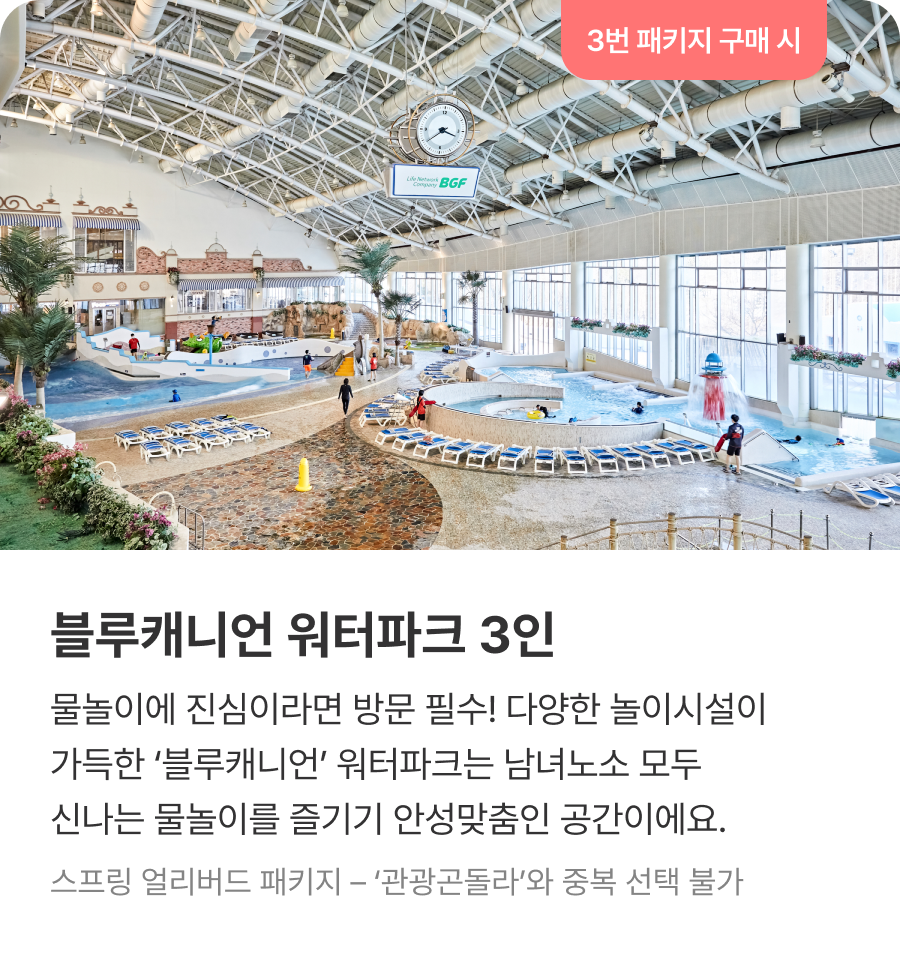 3번 패키지 구매 시
Life Network
Company BGF
블루캐니언 워터파크 3인
물놀이에 진심이라면 방문 필수! 다양한 놀이시설이
가득한 ‘블루캐니언’ 워터파크는 남녀노소 모두
신나는 물놀이를 즐기기 안성맞춤인 공간이에요.
스프링 얼리버드 패키지 – ‘관광곤돌라’와 중복 선택 불가